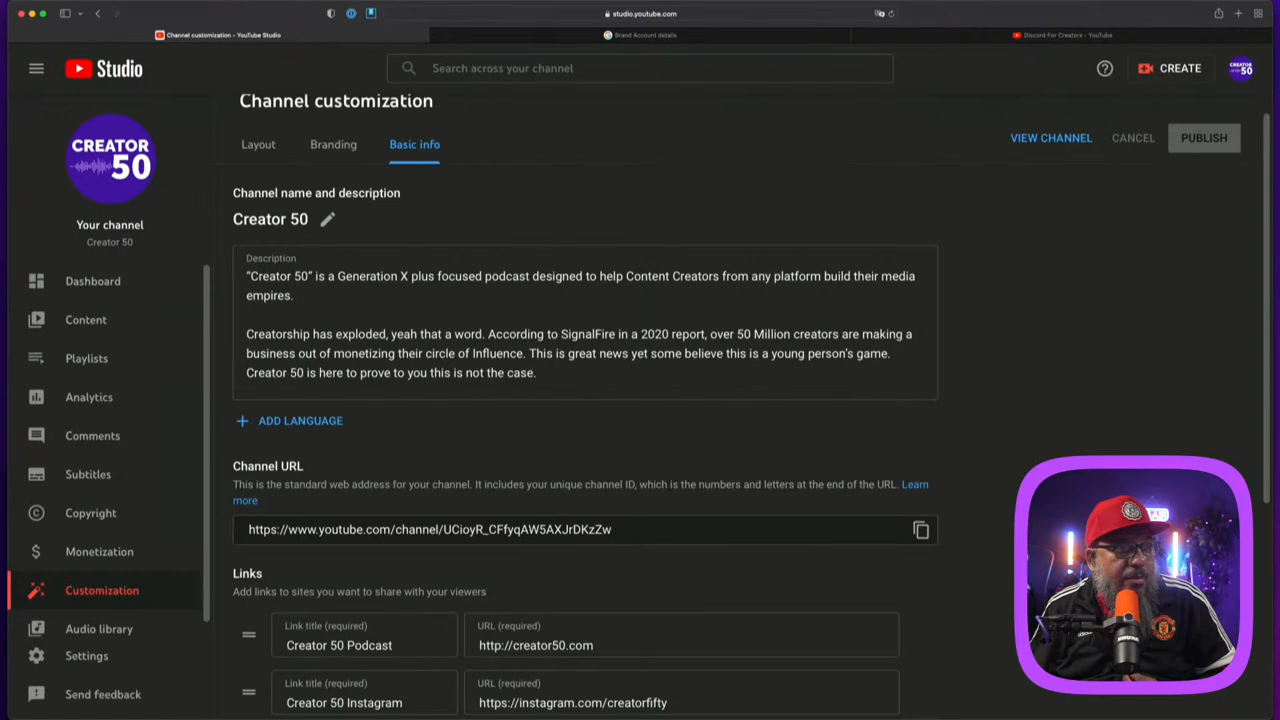 studio.youtube.com
Channel customization - YouTube Studio
Brand Account details
Discord For Creators - YouTube
Studio
Search across your channel
CREATE
CREATOR
50
Channel customization
Layout
Branding
Basic info
VIEW CHANNEL
CANCEL
PUBLISH
CREATOR
50
Your channel
Creator 50
Dashboard
Content
Playlists
Analytics
Comments
Subtitles
Copyright
Monetization
Customization
Audio library
Settings
Send feedback
Channel name and description
Creator 50
Description
“Creator 50” is a Generation X plus focused podcast designed to help Content Creators from any platform build their media
empires.
Creatorship has exploded, yeah that a word. According to SignalFire in a 2020 report, over 50 Million creators are making a
business out of monetizing their circle of Influence. This is great news yet some believe this is a young person's game.
Creator 50 is here to prove to you this is not the case.
ADD LANGUAGE
Channel URL
This is the standard web address for your channel. It includes your unique channel ID, which is the numbers and letters at the end of the URL. Learn
more
https://www.youtube.com/channel/UCioyR_CFfyqAW5AXJrDKzZw
Links
Add links to sites you want to share with your viewers
Link title (required)
Creator 50 Podcast
URL (required)
http://creator50.com
Link title (required)
Creator 50 Instagram
URL (required)
https://instagram.com/creatorfifty